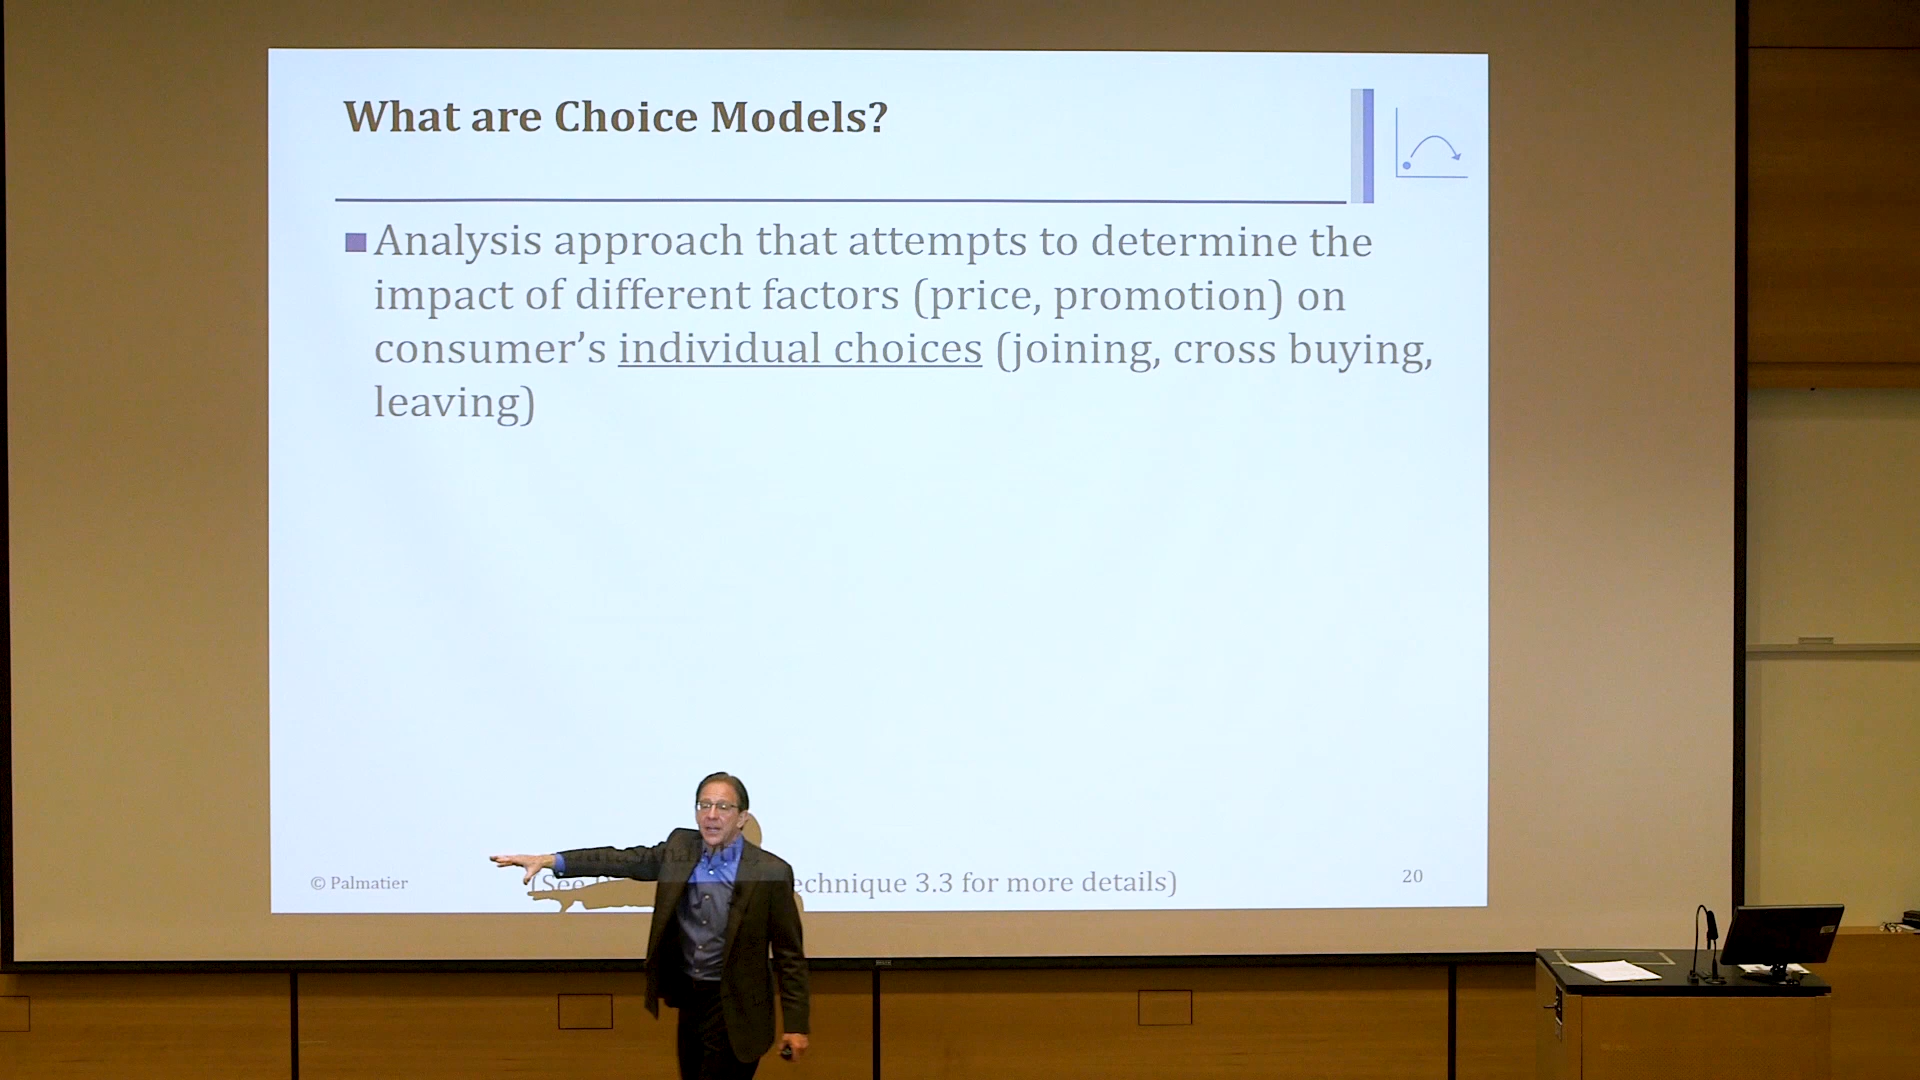 What are Choice Models?
Analysis approach that attempts to determine the
impact of different factors (price, promotion) on
consumer's individual choices (joining, cross buying,
leaving)
© Palmatier
(See echnique 3.3 for more details)
20